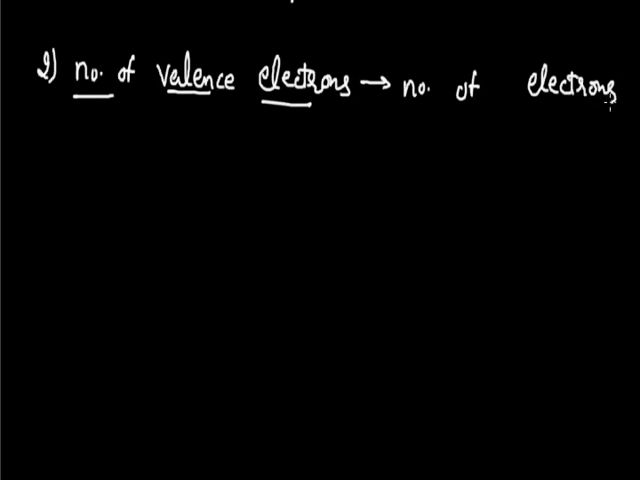 2) no. of valence electrons → no. of electrons